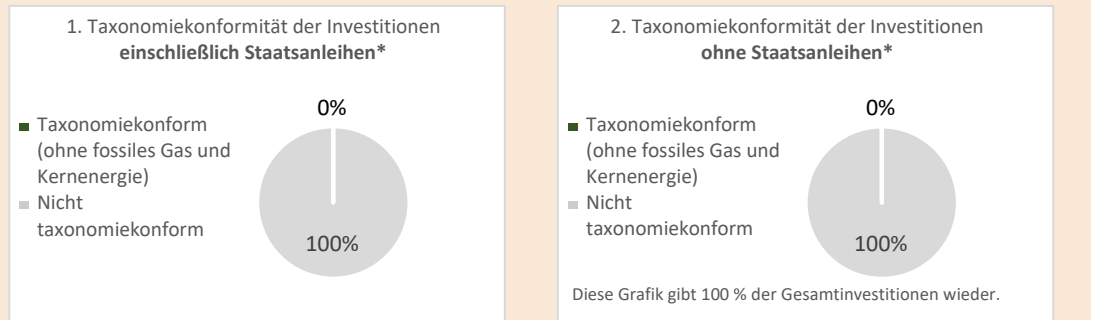 1. Taxonomiekonformität der Investitionen
einschließlich Staatsanleihen*
0%
Taxonomiekonform
(ohne fossiles Gas und
Kernenergie)
Nicht
taxonomiekonform
100%
2. Taxonomiekonformität der Investitionen
ohne Staatsanleihen*
0%
Taxonomiekonform
(ohne fossiles Gas und
Kernenergie)
Nicht
taxonomiekonform
100%
Diese Grafik gibt 100 % der Gesamtinvestitionen wieder.